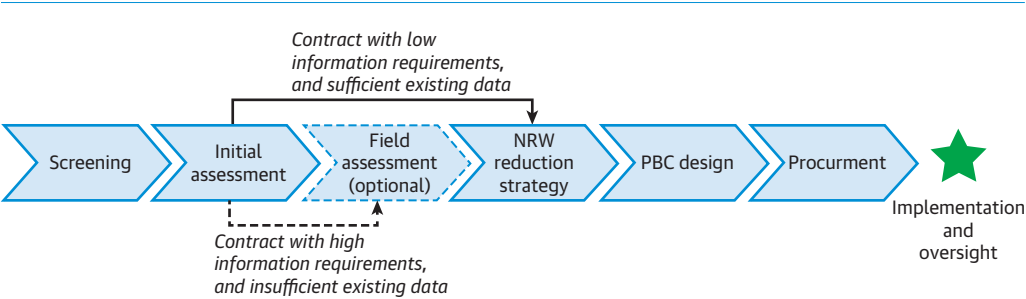 Contract with low
information requirements,
and sufficient existing data
Screening
Initial
assessment
Field
assessment
(optional)
NRW
reduction
strategy
PBC design
Procurment
Implementation
and
oversight
Contract with high
information requirements,
and insufficient existing data